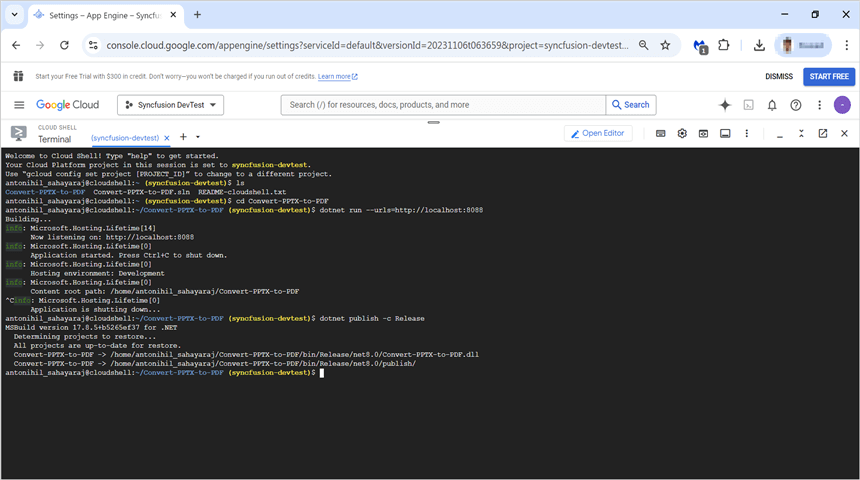 Settings – App Engine – Syncfu
console.cloud.google.com/appengine/settings?serviceId=default&versionId=20231106t063659&project=syncfusion-devtest...
1
Start your Free Trial with $300 in credit. Don't worry—you won't be charged if you run out of credits. Learn more
DISMISS
START FREE
Google Cloud
Syncfusion DevTest
Search (/) for resources, docs, products, and more
Search
CLOUD SHELL
Terminal
(syncfusion-devtest)
Open Editor
Welcome to Cloud Shell! Type "help" to get started.
Your Cloud Platform project in this session is set to syncfusion-devtest.
Use "gcloud config set project [PROJECT_ID]" to change to a different project.
antonihil_sahayaraj@cloudshell:~ (syncfusion-devtest)$ ls
Convert-PPTX-to-PDF  Convert-PPTX-to-PDF.sln  README-cloudshell.txt
antonihil_sahayaraj@cloudshell:~ (syncfusion-devtest)$ cd Convert-PPTX-to-PDF
antonihil_sahayaraj@cloudshell:~/Convert-PPTX-to-PDF (syncfusion-devtest)$ dotnet run --urls=http://localhost:8088
Building...
info: Microsoft.Hosting.Lifetime[14]
Now listening on: http://localhost:8088
info: Microsoft.Hosting.Lifetime[0]
Application started. Press Ctrl+C to shut down.
info: Microsoft.Hosting.Lifetime[0]
Hosting environment: Development
info: Microsoft.Hosting.Lifetime[0]
Content root path: /home/antonihil_sahayaraj/Convert-PPTX-to-PDF
^Cinfo: Microsoft.Hosting.Lifetime[0]
Application is shutting down...
antonihil_sahayaraj@cloudshell:~/Convert-PPTX-to-PDF (syncfusion-devtest)$ dotnet publish -c Release
MSBuild version 17.8.5+b5265ef37 for .NET
Determining projects to restore...
All projects are up-to-date for restore.
Convert-PPTX-to-PDF -> /home/antonihil_sahayaraj/Convert-PPTX-to-PDF/bin/Release/net8.0/Convert-PPTX-to-PDF.dll
Convert-PPTX-to-PDF -> /home/antonihil_sahayaraj/Convert-PPTX-to-PDF/bin/Release/net8.0/publish/
antonihil_sahayaraj@cloudshell:~/Convert-PPTX-to-PDF (syncfusion-devtest)$